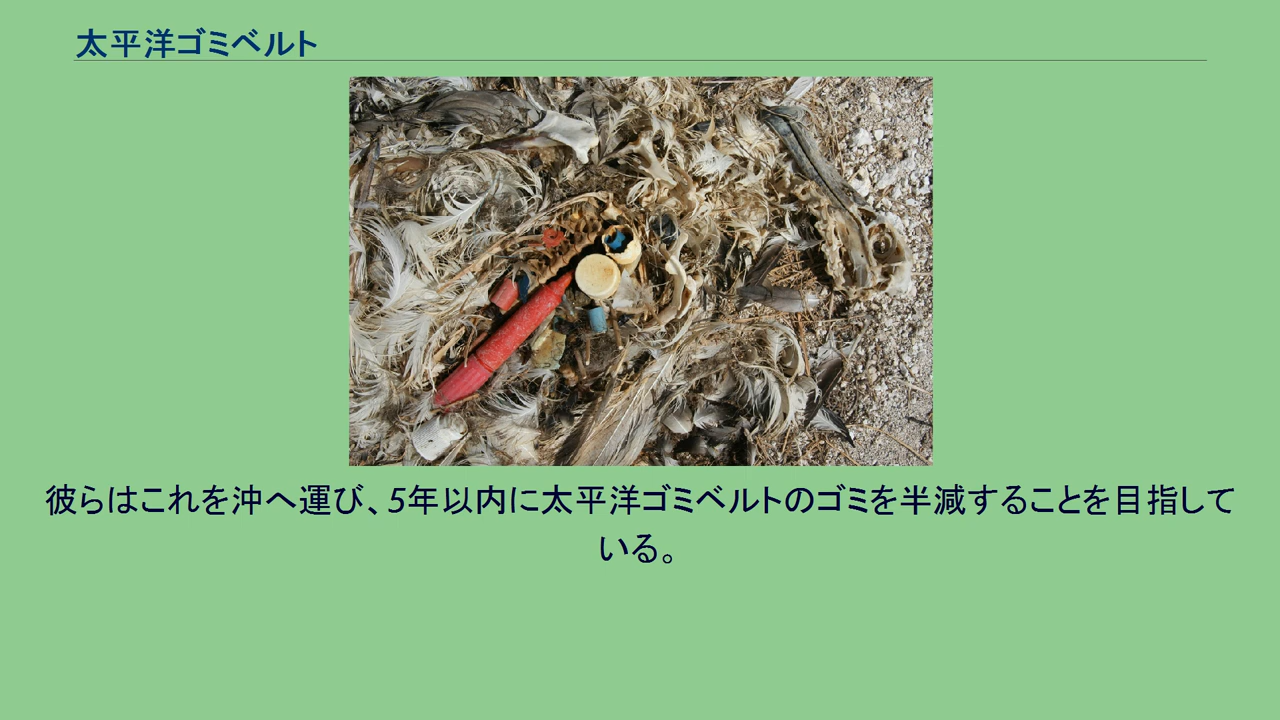 太平洋ゴミベルト
彼らはこれを沖へ運び、5年以内に太平洋ゴミベルトのゴミを半減することを目指して
いる。